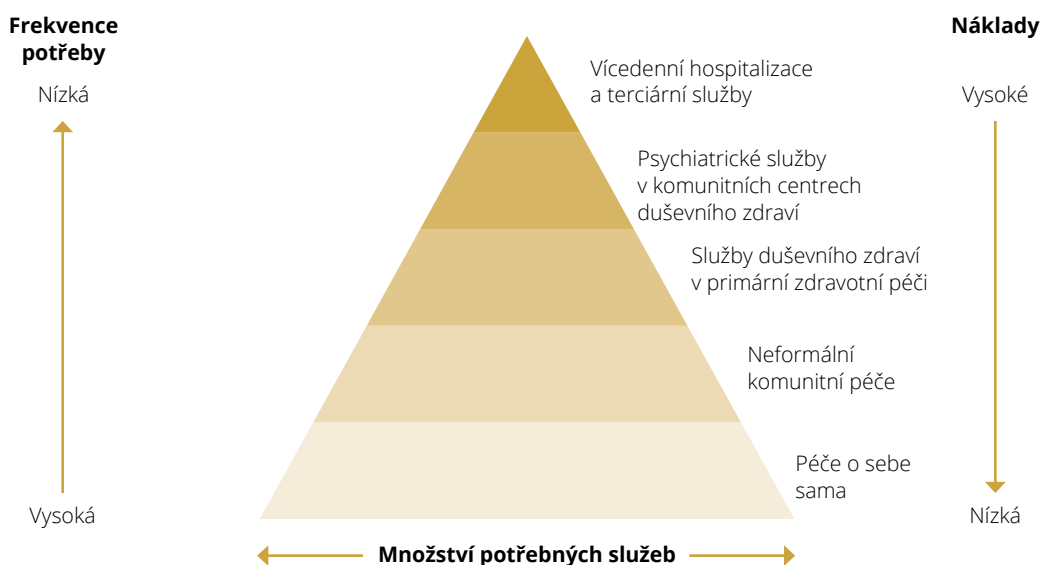 Frekvence
potřeby
Nízká
Vysoká
Vícedenní hospitalizace
a terciární služby
Psychiatrické služby
v komunitních centrech
duševního zdraví
Služby duševního zdraví
v primární zdravotní péči
Neformální
komunitní péče
Péče o sebe
sama
Náklady
Vysoké
Nízká
Množství potřebných služeb